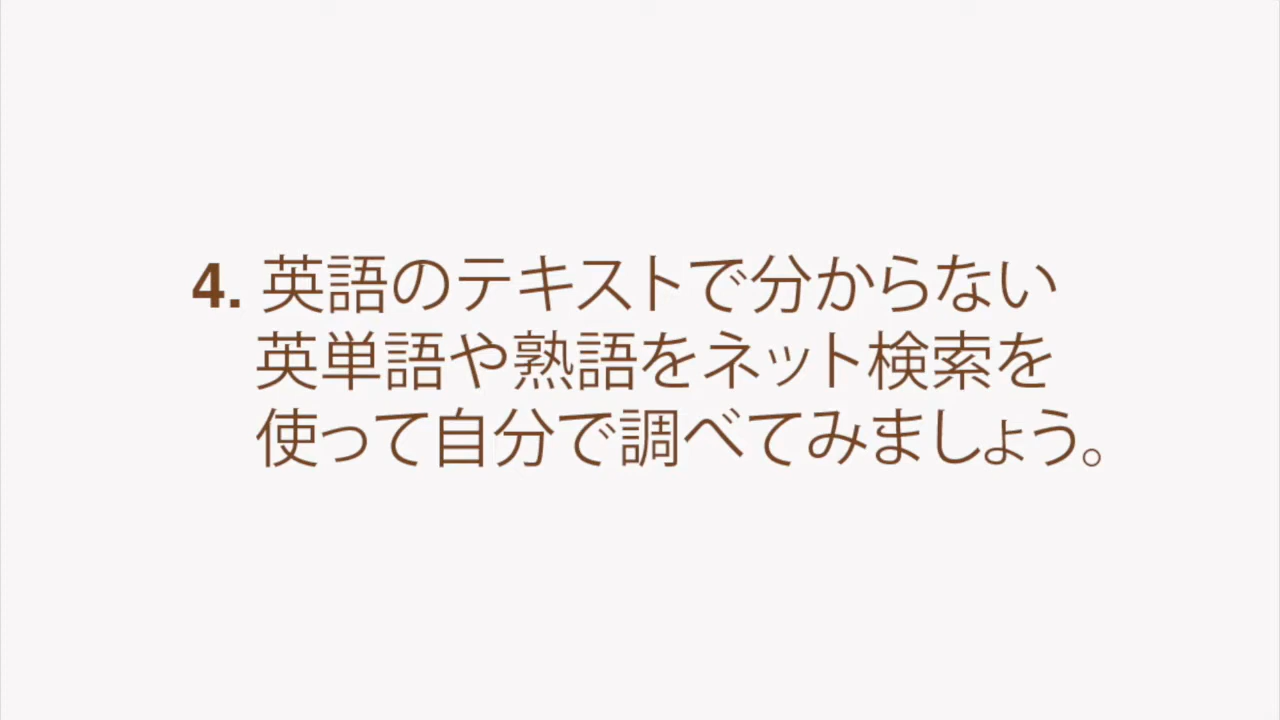 4. 英語のテキストで分からない
英単語や熟語をネット検索を
使って自分で調べてみましょう。